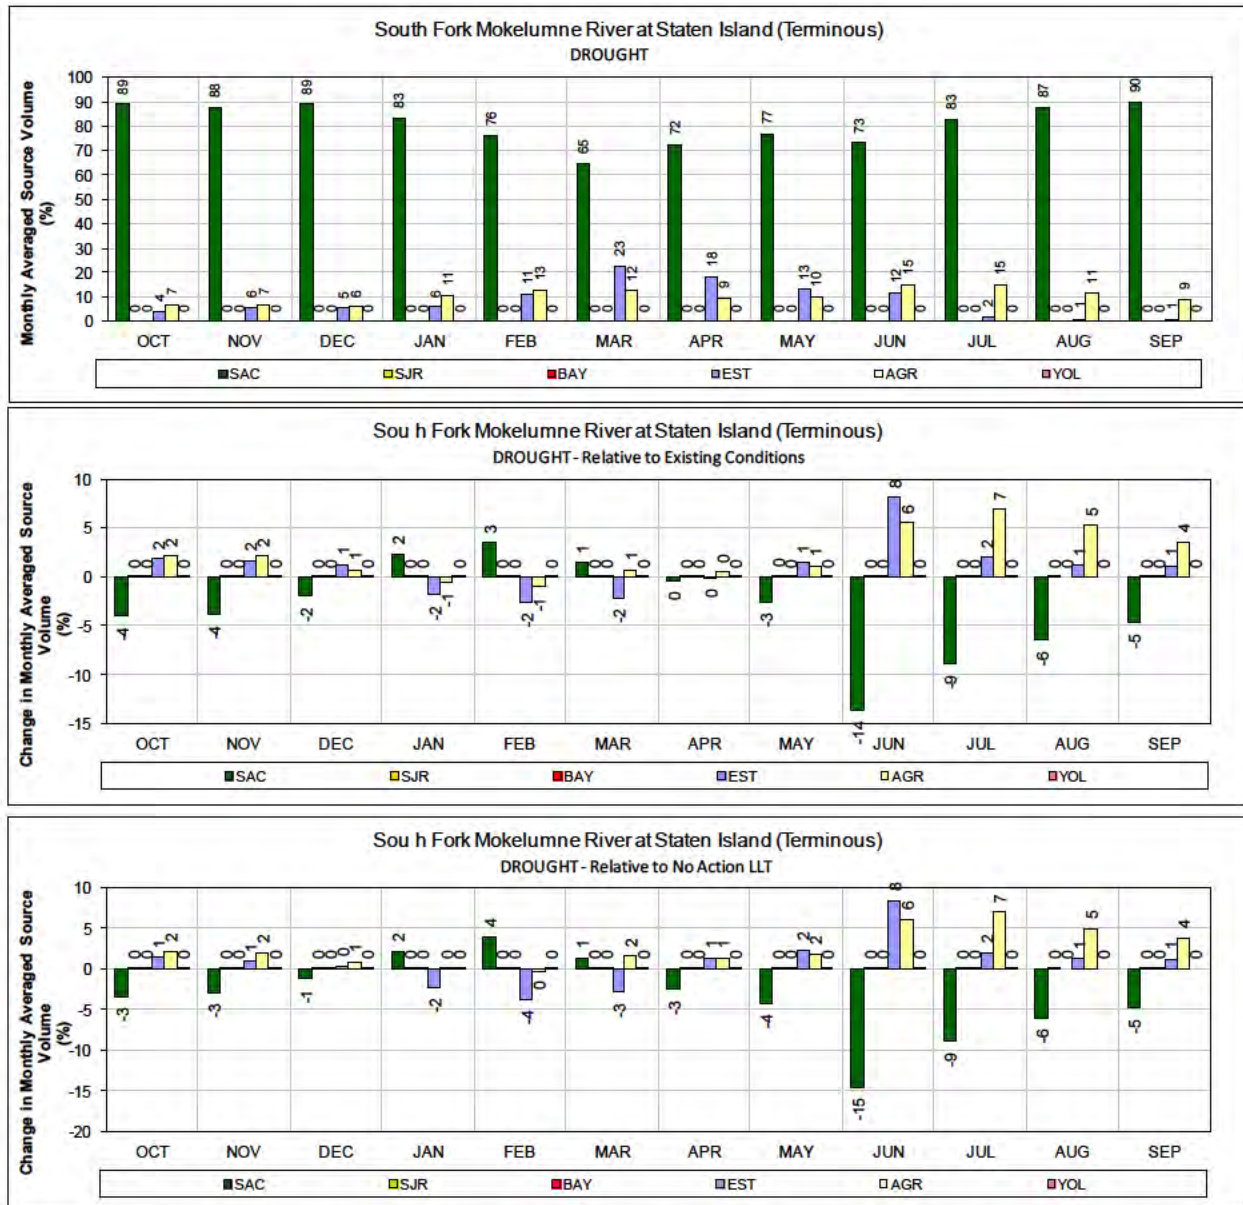 South Fork Mokelumne River at Staten Island (Terminous)
DROUGHT
Monthly Averaged Source Volume
(%)
100
90
80
70
60
50
40
30
20
10
0
89 0 0 4 7 0
88 0 0 6 7 0
89 0 0 5 6 0
83 0 0 6 11 0
76 0 0 11 13 0
65 0 0 23 12 0
72 0 0 18 9 0
77 0 0 13 10 0
73 0 0 12 15 0
83 0 0 2 15 0
87 0 0 1 11 0
90 0 0 1 9 0
OCT NOV DEC JAN FEB MAR APR MAY JUN JUL AUG SEP
SAC SJR BAY EST AGR YOL
Sou h Fork Mokelumne River at Staten Island (Terminous)
DROUGHT - Relative to Existing Conditions
Change in Monthly Averaged Source
Volume
(%)
10
5
0
-5
-10
-15
-4 0 0 2 2 0
-4 0 0 2 2 0
-2 0 0 1 1 0
2 0 0 -2 -1 0
3 0 0 -2 -1 0
1 0 0 -2 1 0
0 0 0 0 0 0
-3 0 0 1 1 0
-14 0 0 8 6 0
-9 0 0 2 7 0
-6 0 0 1 5 0
-5 0 0 1 4 0
OCT NOV DEC JAN FEB MAR APR MAY JUN JUL AUG SEP
SAC SJR BAY EST AGR YOL
Sou h Fork Mokelumne River at Staten Island (Terminous)
DROUGHT - Relative to No Action LLT
Change in Monthly Averaged Source
Volume
(%)
10
5
0
-5
-10
-15
-20
-3 0 0 1 2 0
-3 0 0 1 2 0
-1 0 0 0 1 0
2 0 0 -2 0 0
4 0 0 -4 0 0
1 0 0 -3 2 0
-3 0 0 1 1 0
-4 0 0 2 2 0
-15 0 0 8 6 0
-9 0 0 2 7 0
-6 0 0 1 5 0
-5 0 0 1 4 0
OCT NOV DEC JAN FEB MAR APR MAY JUN JUL AUG SEP
SAC SJR BAY EST AGR YOL